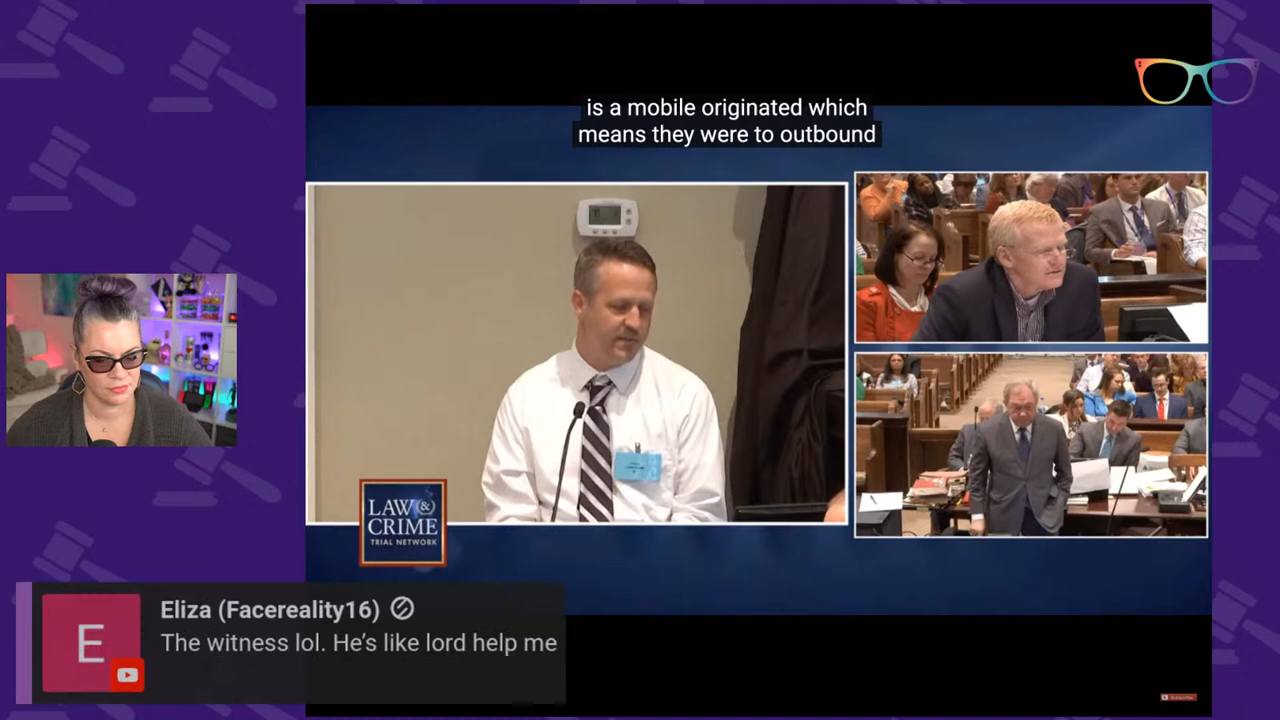 is a mobile originated which
means they were to outbound
LAW &
CRIME
TRIAL NETWORK
E
Eliza (Facereality16)
The witness lol. He's like lord help me
Subscribe